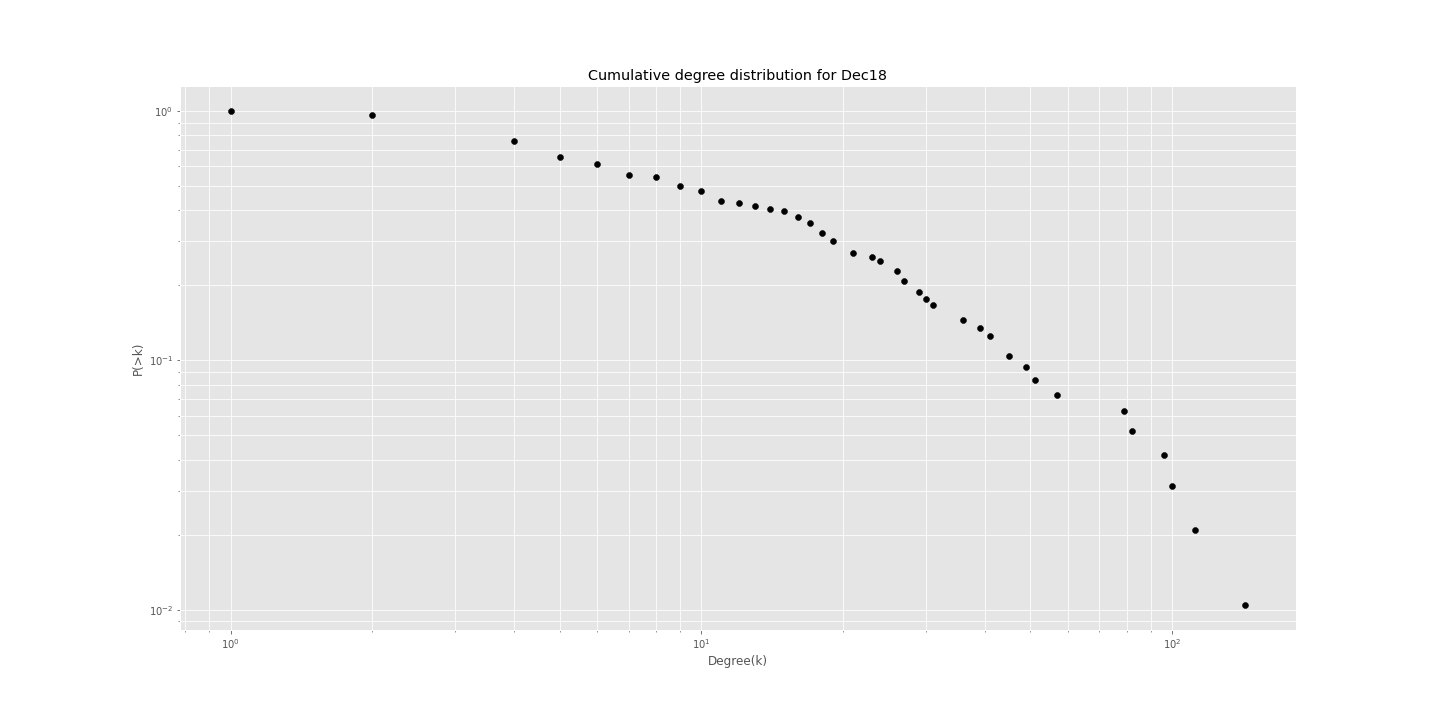 Cumulative degree distribution for Dec18
10⁰
10⁻¹
10⁻²
P(>k)
10⁰ 10¹ 10²
Degree(k)